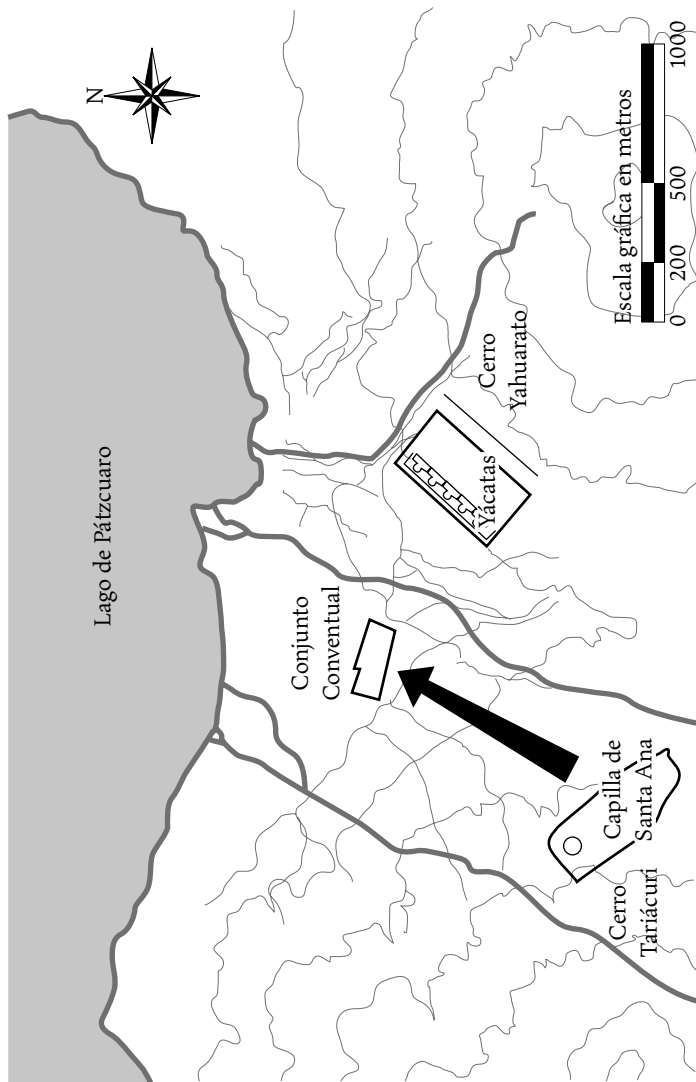 N
Lago de Pátzcuaro
Conjunto
Conventual
Yácatas
Cerro
Yahuarato
Capilla de
Santa Ana
Cerro
Tariácuri
Escala gráfica en metros
0 200 500 1000